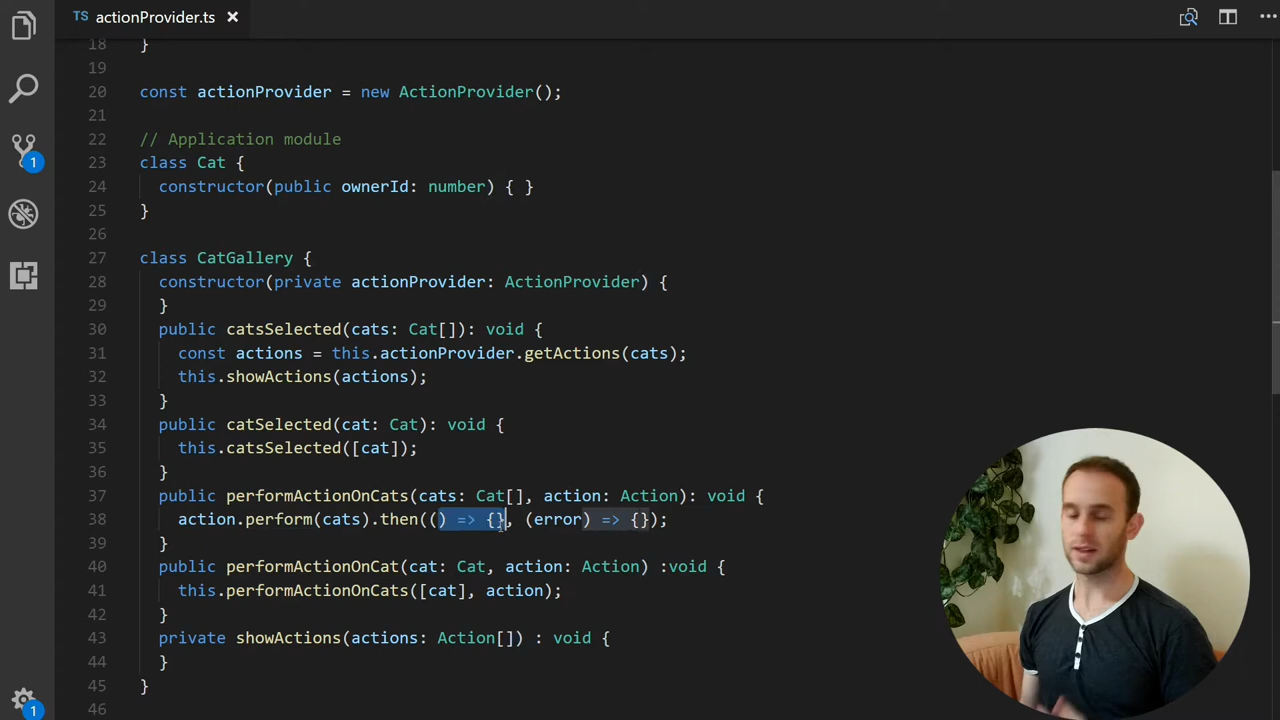 TS actionProvider.ts
18 }
19
20 const actionProvider = new ActionProvider();
21
22 // Application module
23 class Cat {
24 constructor(public ownerId: number) { }
25 }
26
27 class CatGallery {
28 constructor(private actionProvider: ActionProvider) {
29 }
30 public catsSelected(cats: Cat[]): void {
31 const actions = this.actionProvider.getActions(cats);
32 this.showActions(actions);
33 }
34 public catSelected(cat: Cat): void {
35 this.catsSelected([cat]);
36 }
37 public performActionOnCats(cats: Cat[], action: Action): void {
38 action.perform(cats).then(() => {}, (error) => {});
39 }
40 public performActionOnCat(cat: Cat, action: Action) :void {
41 this.performActionOnCats([cat], action);
42 }
43 private showActions(actions: Action[]) : void {
44 }
45 }
46
1
1